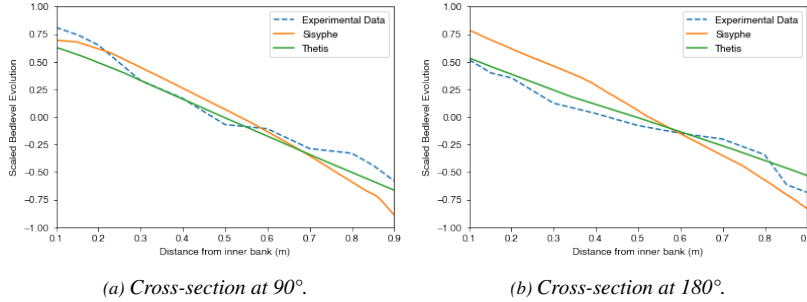 Experimental Data
Sisyphe
Thetis
1.00
0.75
0.50
0.25
0.00
−0.25
−0.50
−0.75
−1.00
Scaled Bedlevel Evolution
0.1 0.2 0.3 0.4 0.5 0.6 0.7 0.8 0.9
Distance from inner bank (m)
(a) Cross-section at 90°.
Experimental Data
Sisyphe
Thetis
1.00
0.75
0.50
0.25
0.00
−0.25
−0.50
−0.75
−1.00
Scaled Bedlevel Evolution
0.1 0.2 0.3 0.4 0.5 0.6 0.7 0.8 0.9
Distance from inner bank (m)
(b) Cross-section at 180°.